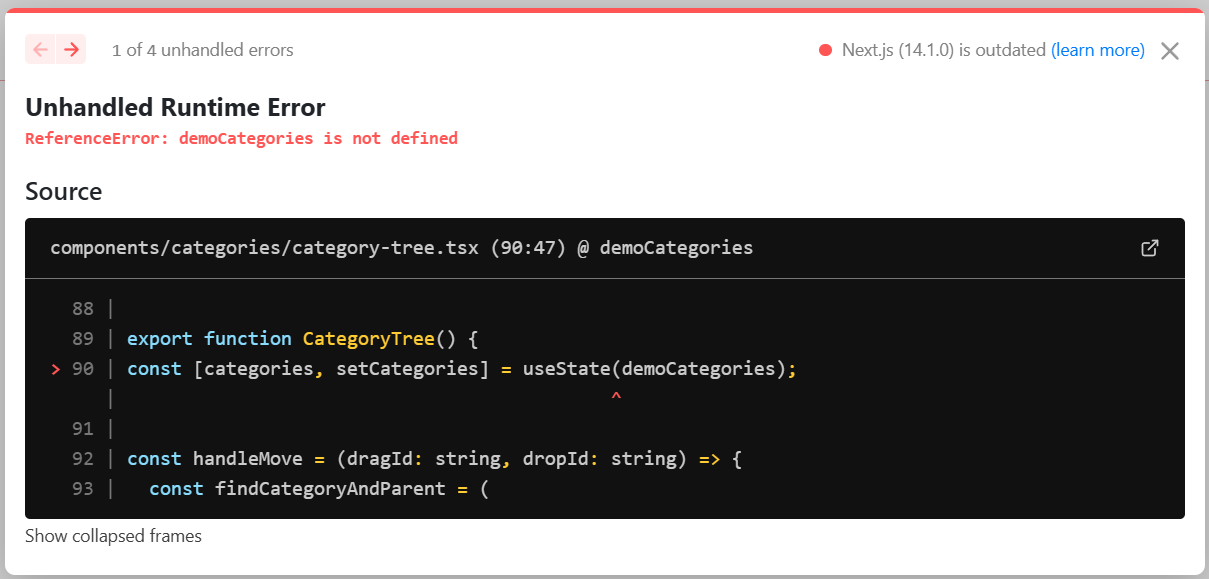 1 of 4 unhandled errors
Next.js (14.1.0) is outdated (learn more)
Unhandled Runtime Error
ReferenceError: demoCategories is not defined
Source
components/categories/category-tree.tsx (90:47) @ demoCategories
88 |
89 | export function CategoryTree() {
> 90 | const [categories, setCategories] = useState(demoCategories);
| ^
91 |
92 | const handleMove = (dragId: string, dropId: string) => {
93 | const findCategoryAndParent = (
Show collapsed frames